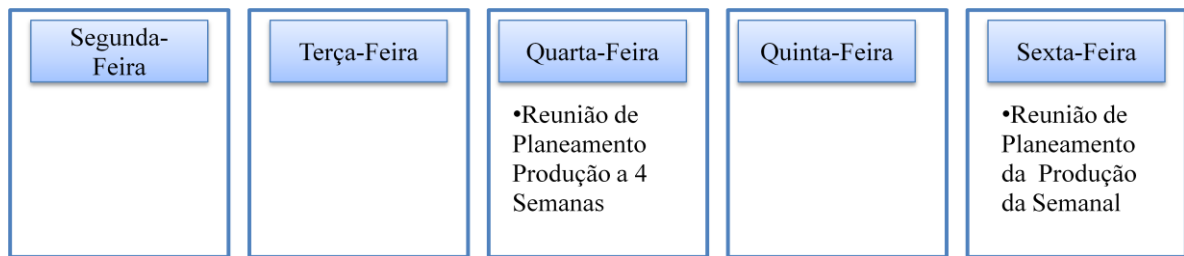 Segunda-
Feira
Terça-Feira
Quarta-Feira
•Reunião de
Planeamento
Produção a 4
Semanas
Quinta-Feira
Sexta-Feira
•Reunião de
Planeamento
da Produção
da Semanal